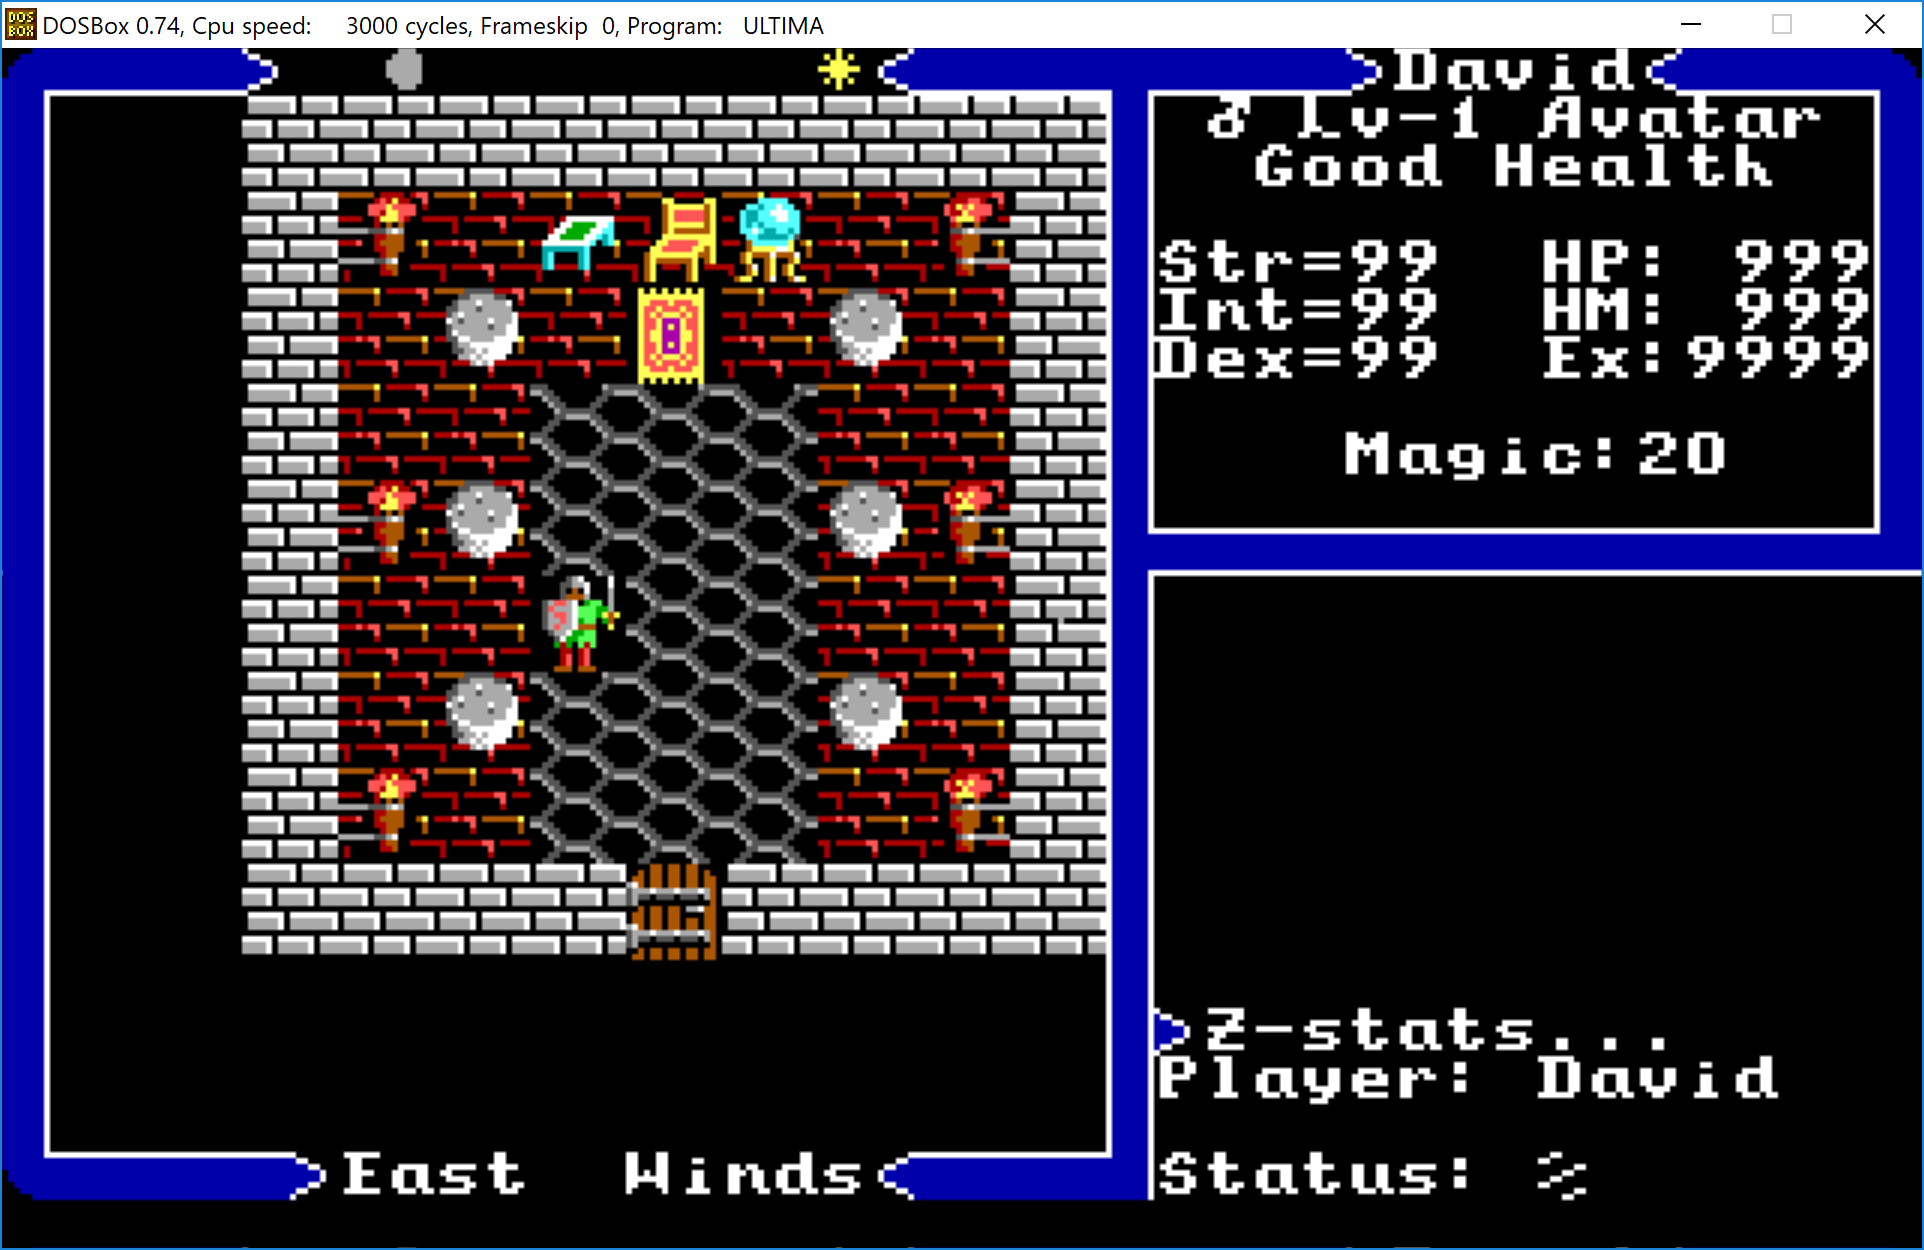 DOSBox 0.74, Cpu speed: 3000 cycles, Frameskip 0, Program: ULTIMA
David
♂ Lv-1 Avatar
Good Health
Str=99 HP: 999
Int=99 HM: 999
Dex=99 Ex:9999
Magic:20
Z-stats...
Player: David
Status:
East Winds